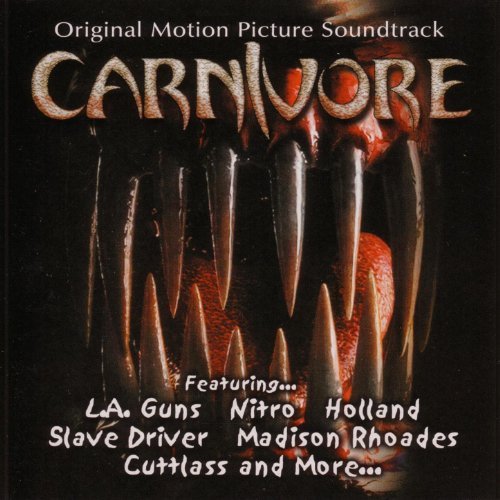 Original Motion Picture Soundtrack
CARNIVORE
Featuring...
L.A. Guns Nitro Holland
Slave Driver Madison Rhoades
Cuttlass and More...